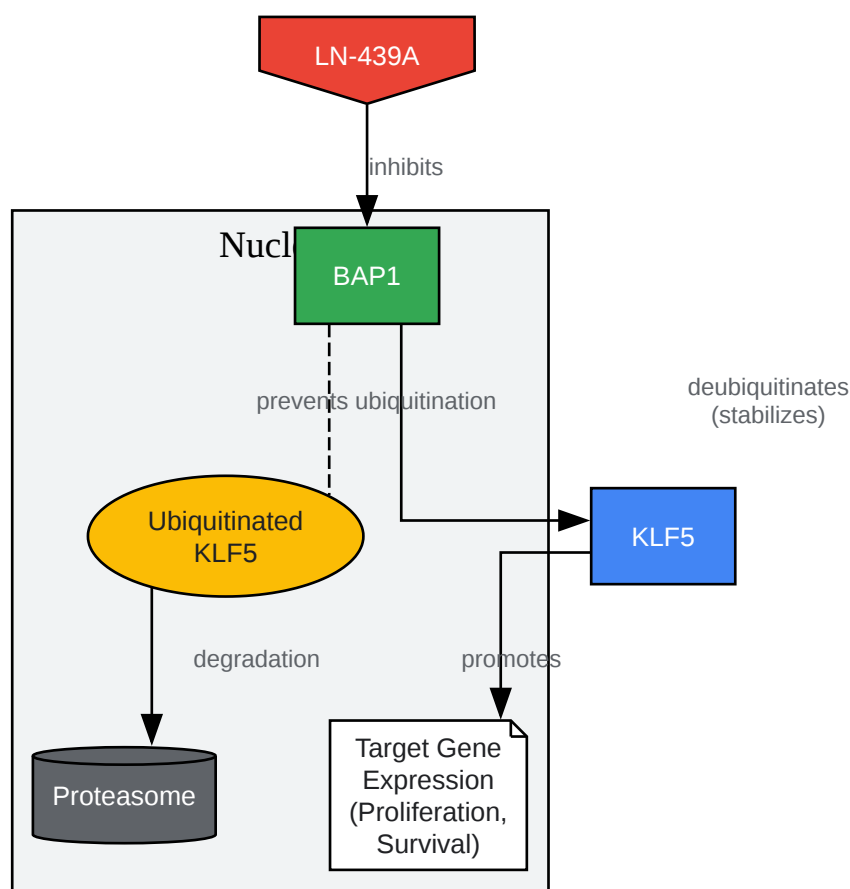 LN-439A
inhibits
BAP1
prevents ubiquitination
deubiquitinates
(stabilizes)
Ubiquitinated
KLF5
KLF5
degradation
promotes
Proteasome
Target Gene
Expression
(Proliferation,
Survival)